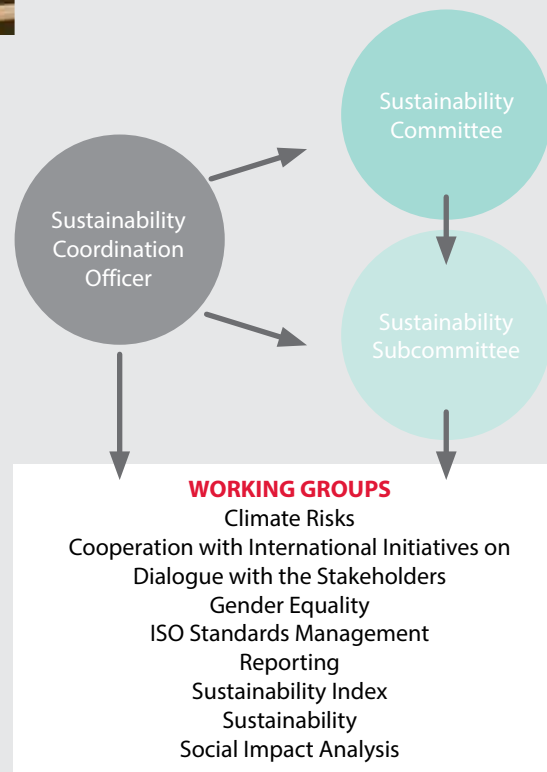 Sustainability
Committee
Sustainability
Coordination
Officer
Sustainability
Subcommittee
WORKING GROUPS
Climate Risks
Cooperation with International Initiatives on
Dialogue with the Stakeholders
Gender Equality
ISO Standards Management
Reporting
Sustainability Index
Sustainability
Social Impact Analysis